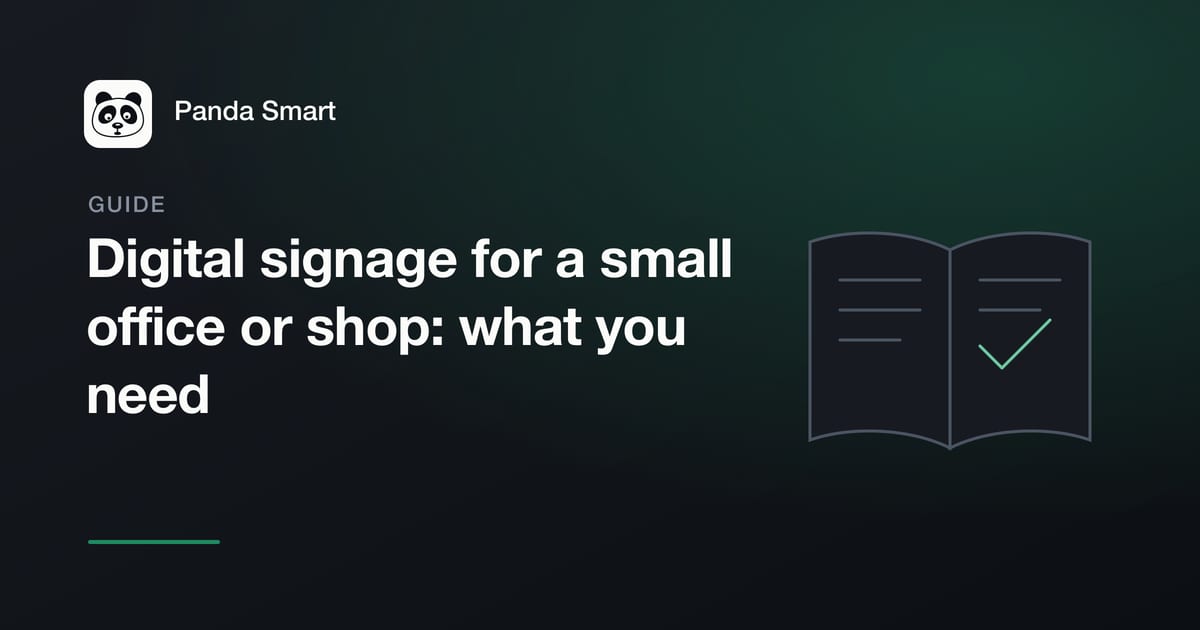 Panda Smart
GUIDE
Digital signage for a small
office or shop: what you
need